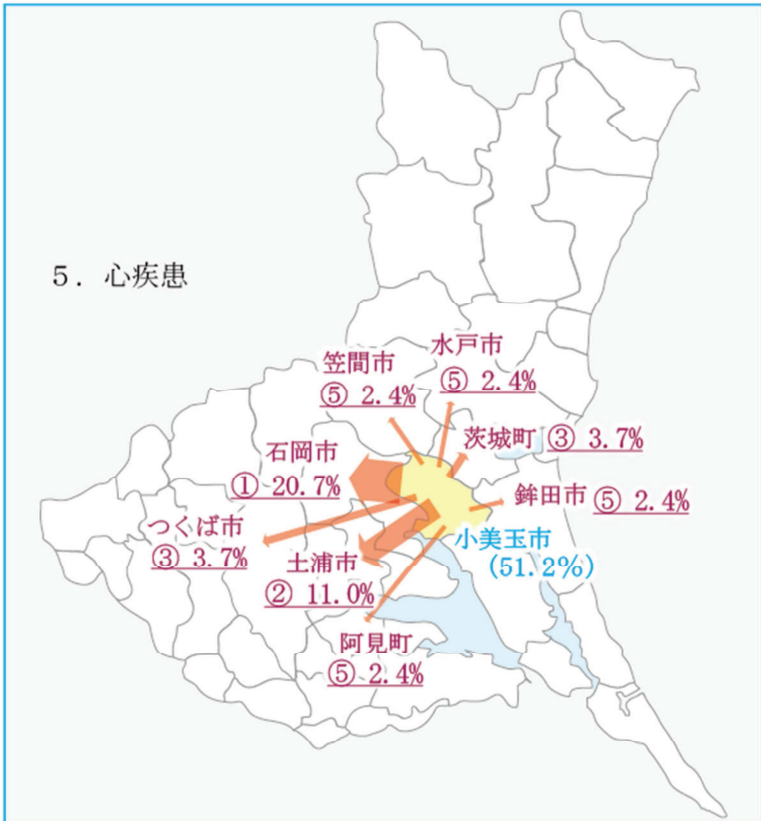 5．心疾患
水戸市
⑤ 2.4%
笠間市
⑤ 2.4%
茨城町 ③ 3.7%
石岡市
① 20.7%
鉾田市 ⑤ 2.4%
つくば市
③ 3.7%
小美玉市
(51.2%)
土浦市
② 11.0%
阿見町
⑤ 2.4%